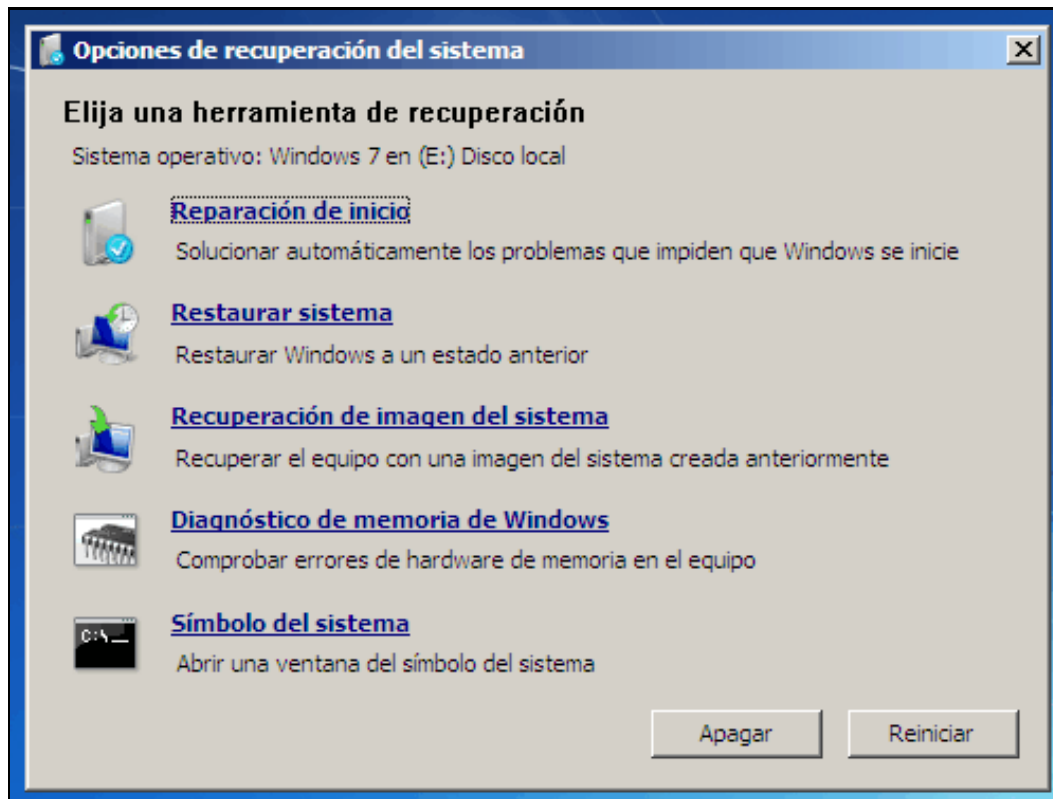 Opciones de recuperación del sistema
Elija una herramienta de recuperación
Sistema operativo: Windows 7 en (E:) Disco local
Reparación de inicio
Solucionar automáticamente los problemas que impiden que Windows se inicie
Restaurar sistema
Restaurar Windows a un estado anterior
Recuperación de imagen del sistema
Recuperar el equipo con una imagen del sistema creada anteriormente
Diagnóstico de memoria de Windows
Comprobar errores de hardware de memoria en el equipo
C:\_
Símbolo del sistema
Abrir una ventana del símbolo del sistema
Apagar Reiniciar